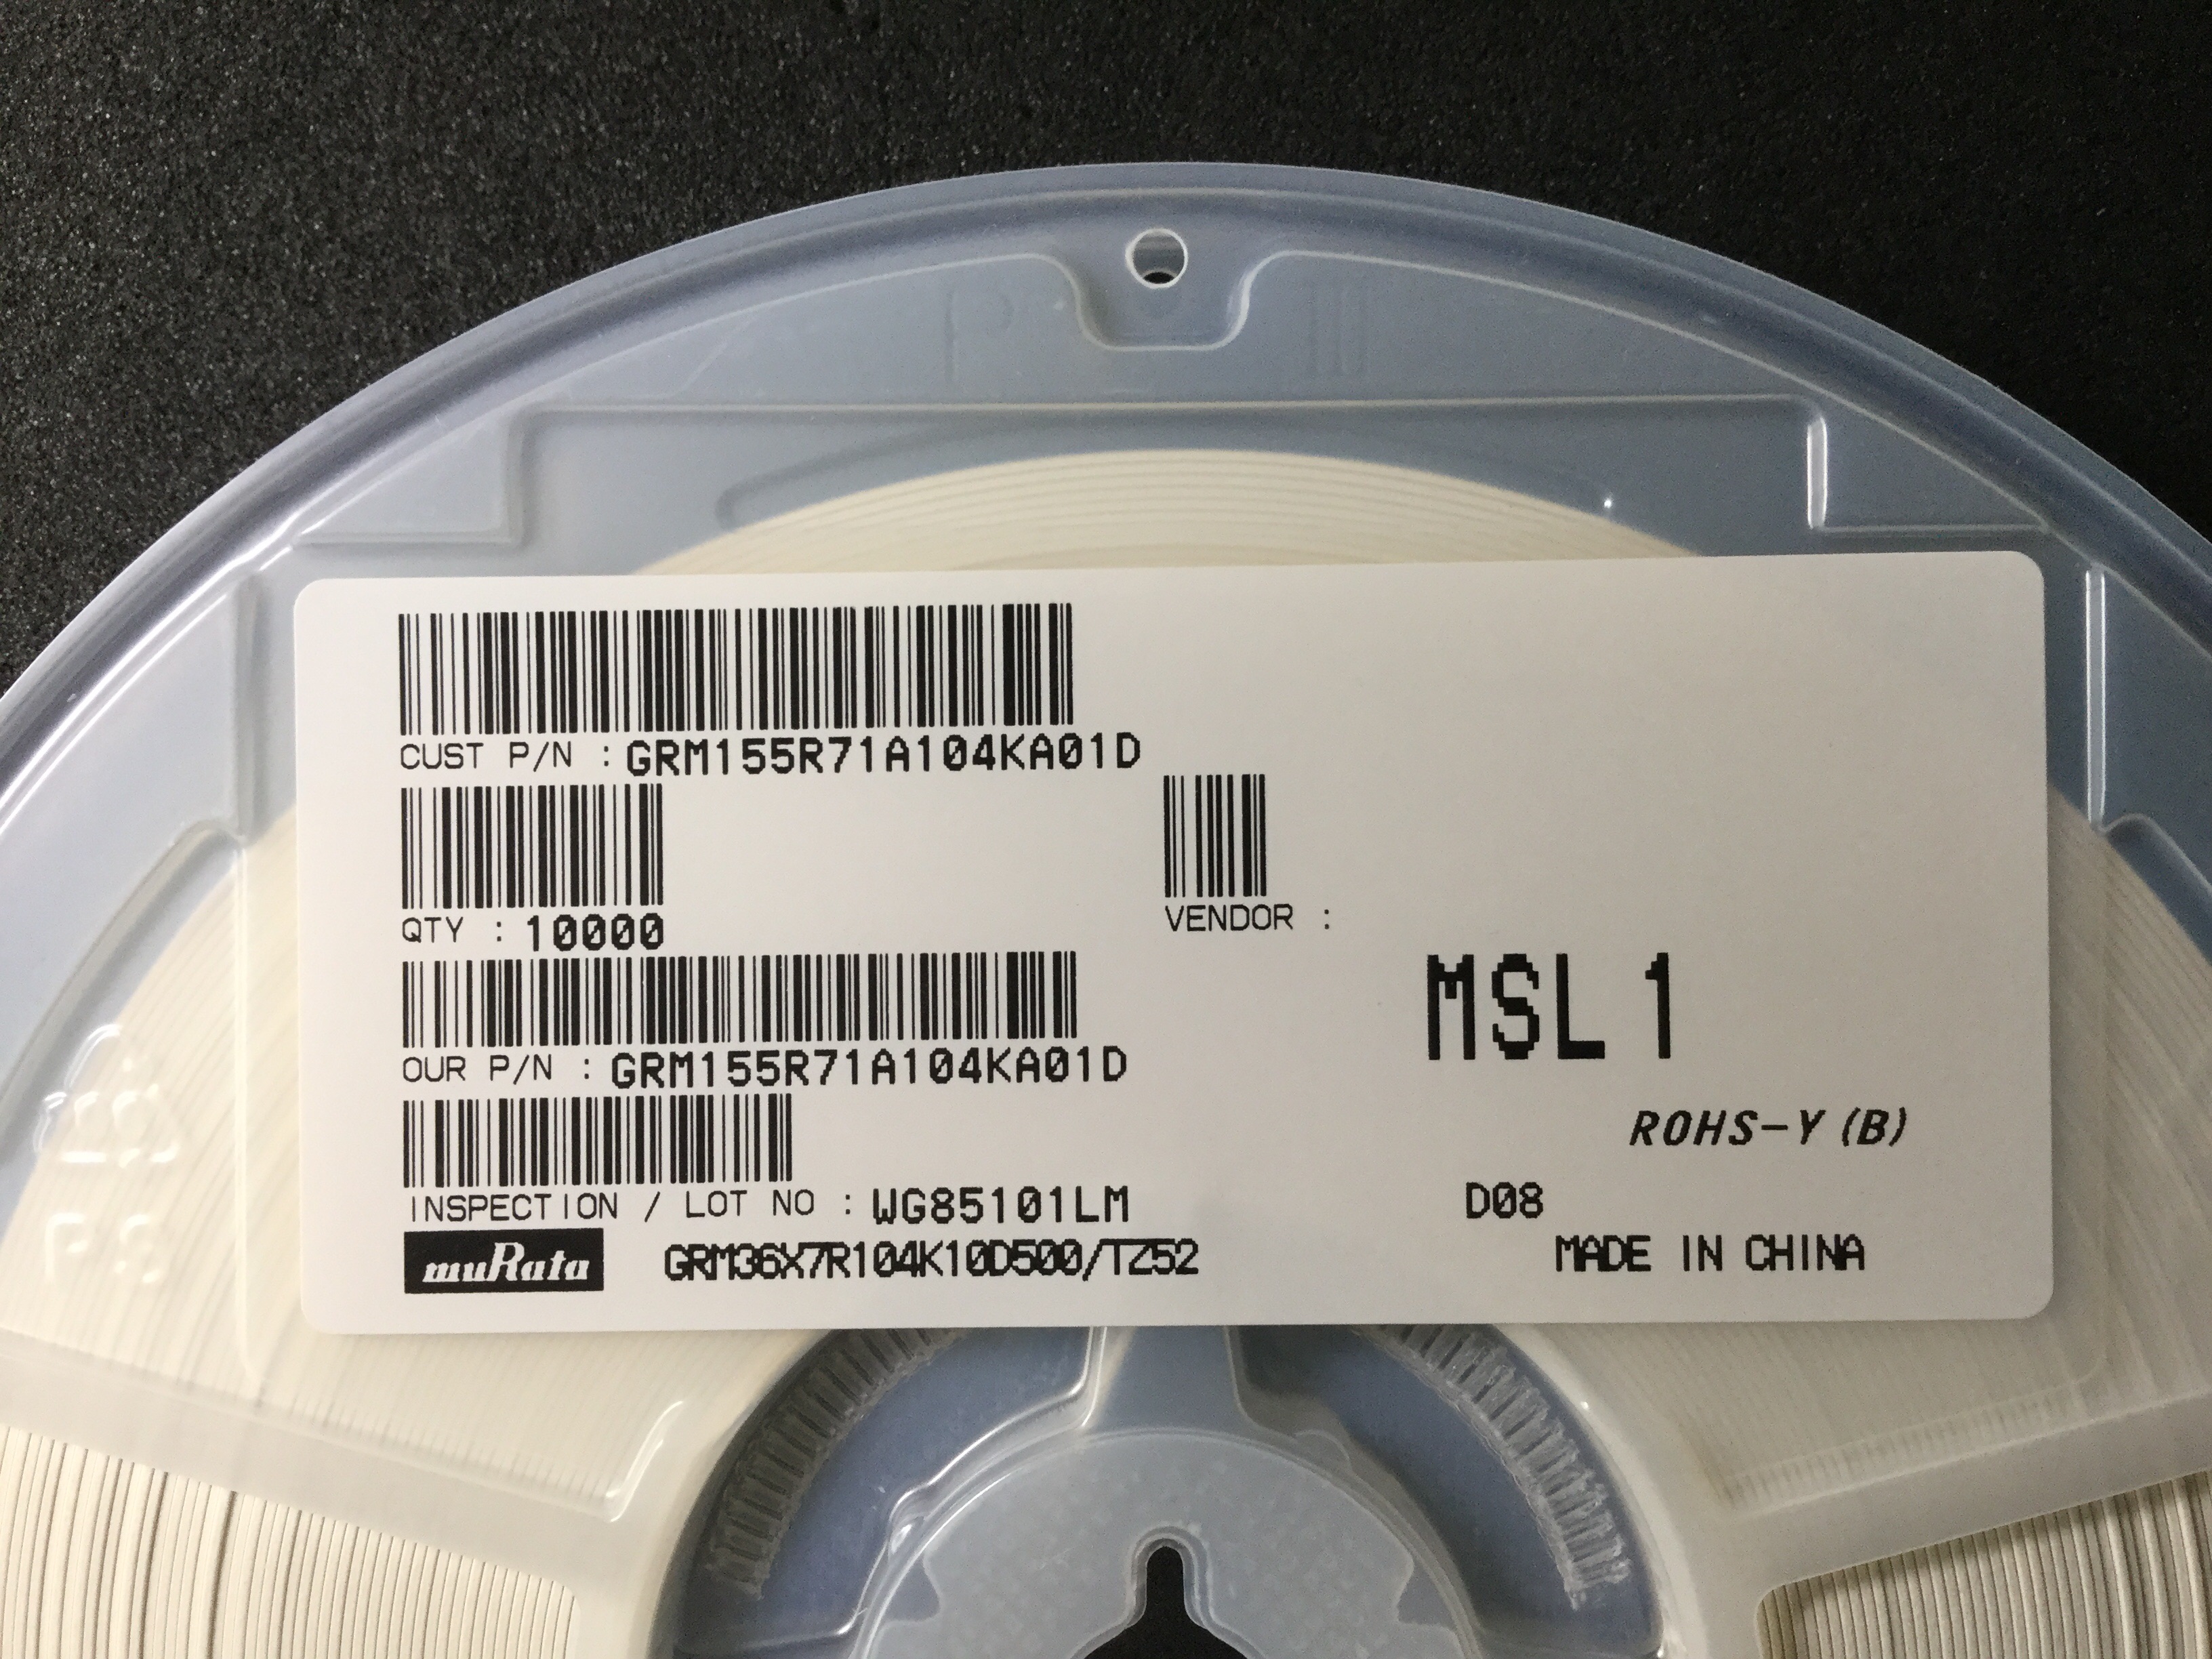 CUST P/N : GRM155R71A104KA01D
QTY : 10000
VENDOR :
OUR P/N : GRM155R71A104KA01D
MSL 1
ROHS-Y (B)
INSPECTION / LOT NO : WG85101LM
D08
muRata GRM36X7R104K10D500/TZ52
MADE IN CHINA